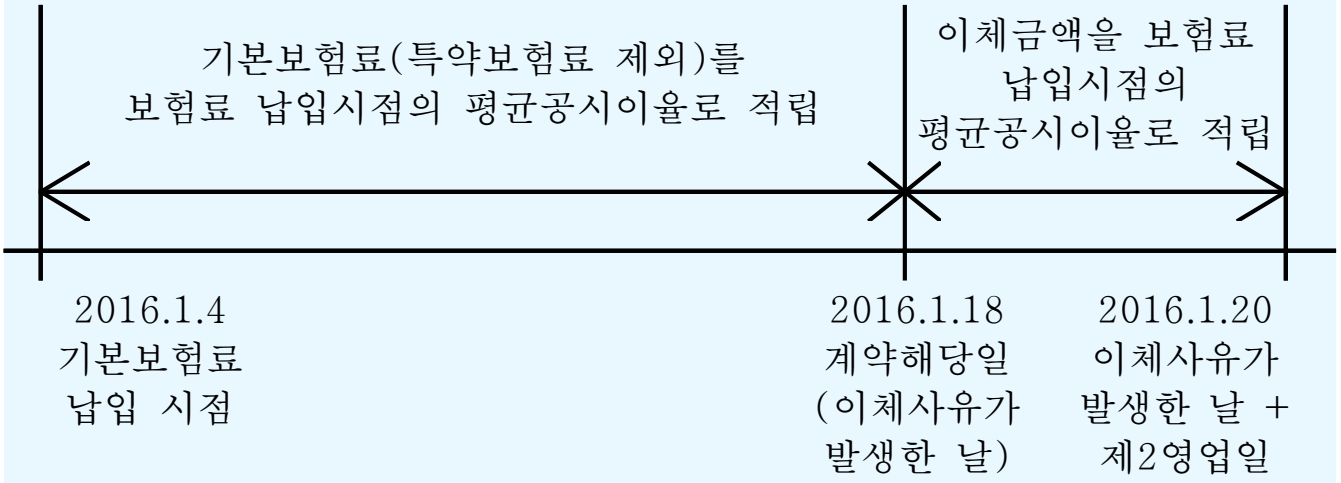 기본보험료(특약보험료 제외)를
보험료 납입시점의 평균공시이율로 적립
이체금액을 보험료
납입시점의
평균공시이율로 적립
2016.1.4
기본보험료
납입 시점
2016.1.18
계약해당일
(이체사유가
발생한 날)
2016.1.20
이체사유가
발생한 날 +
제2영업일